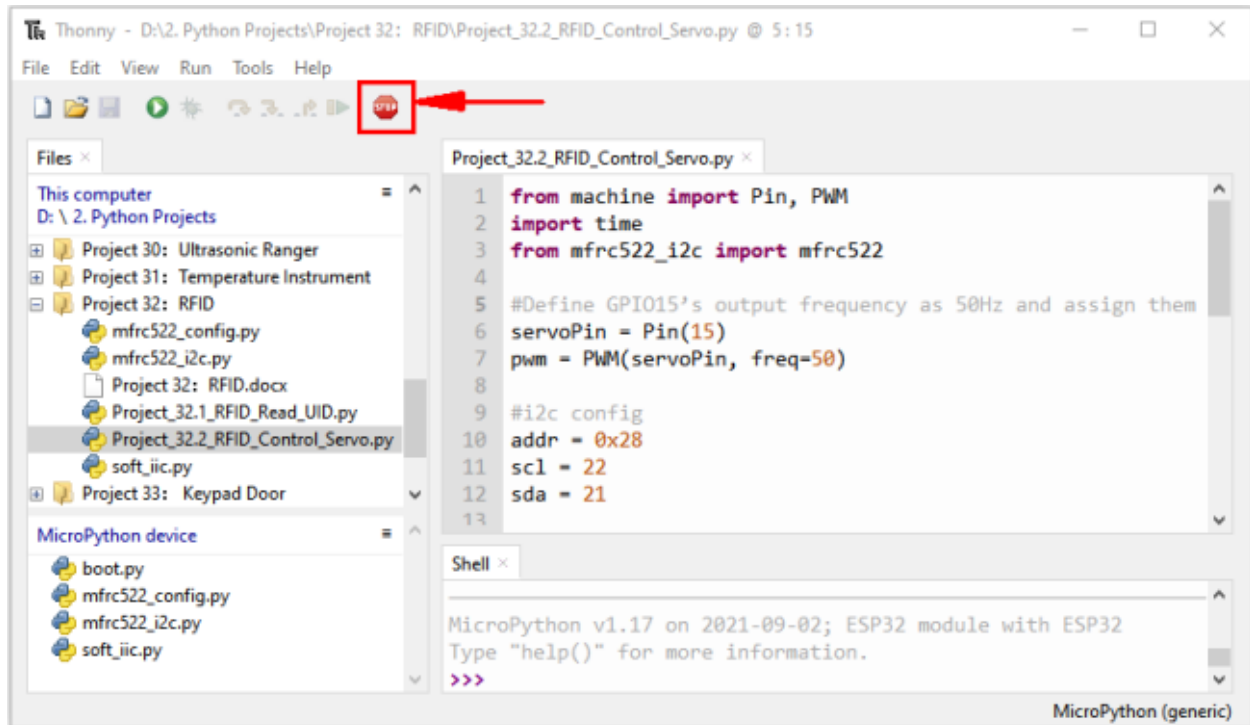 Thonny - D:\2. Python Projects\Project 32: RFID\Project_32.2_RFID_Control_Servo.py @ 5:15
File Edit View Run Tools Help
STOP
Files
This computer
D: \ 2. Python Projects
Project 30: Ultrasonic Ranger
Project 31: Temperature Instrument
Project 32: RFID
mfrc522_config.py
mfrc522_i2c.py
Project 32: RFID.docx
Project_32.1_RFID_Read_UID.py
Project_32.2_RFID_Control_Servo.py
soft_iic.py
Project 33: Keypad Door
MicroPython device
boot.py
mfrc522_config.py
mfrc522_i2c.py
soft_iic.py
Project_32.2_RFID_Control_Servo.py
1 from machine import Pin, PWM
2 import time
3 from mfrc522_i2c import mfrc522
4
5 #Define GPIO15’s output frequency as 50Hz and assign them
6 servoPin = Pin(15)
7 pwm = PWM(servoPin, freq=50)
8
9 #i2c config
10 addr = 0x28
11 scl = 22
12 sda = 21
13
Shell
MicroPython v1.17 on 2021-09-02; ESP32 module with ESP32
Type "help()" for more information.
>>>
MicroPython (generic)